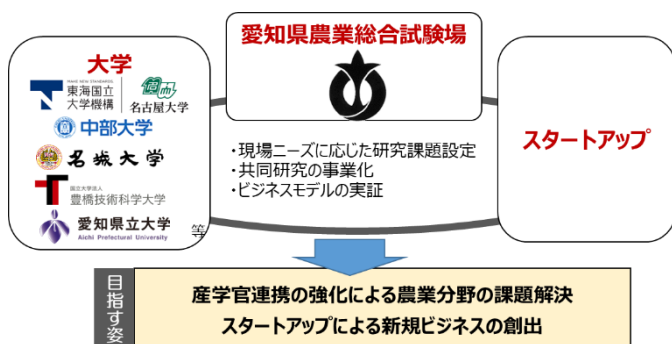 愛知県農業総合試験場
大学
MAKE NEW STANDARDS
東海国立
大学機構
名古屋大学
中部大学
名城大学
国立大学法人
豊橋技術科学大学
愛知県立大学
Aichi Prefectural University
等
・現場ニーズに応じた研究課題設定
・共同研究の事業化
・ビジネスモデルの実証
スタートアップ
目指す姿
産学官連携の強化による農業分野の課題解決
スタートアップによる新規ビジネスの創出